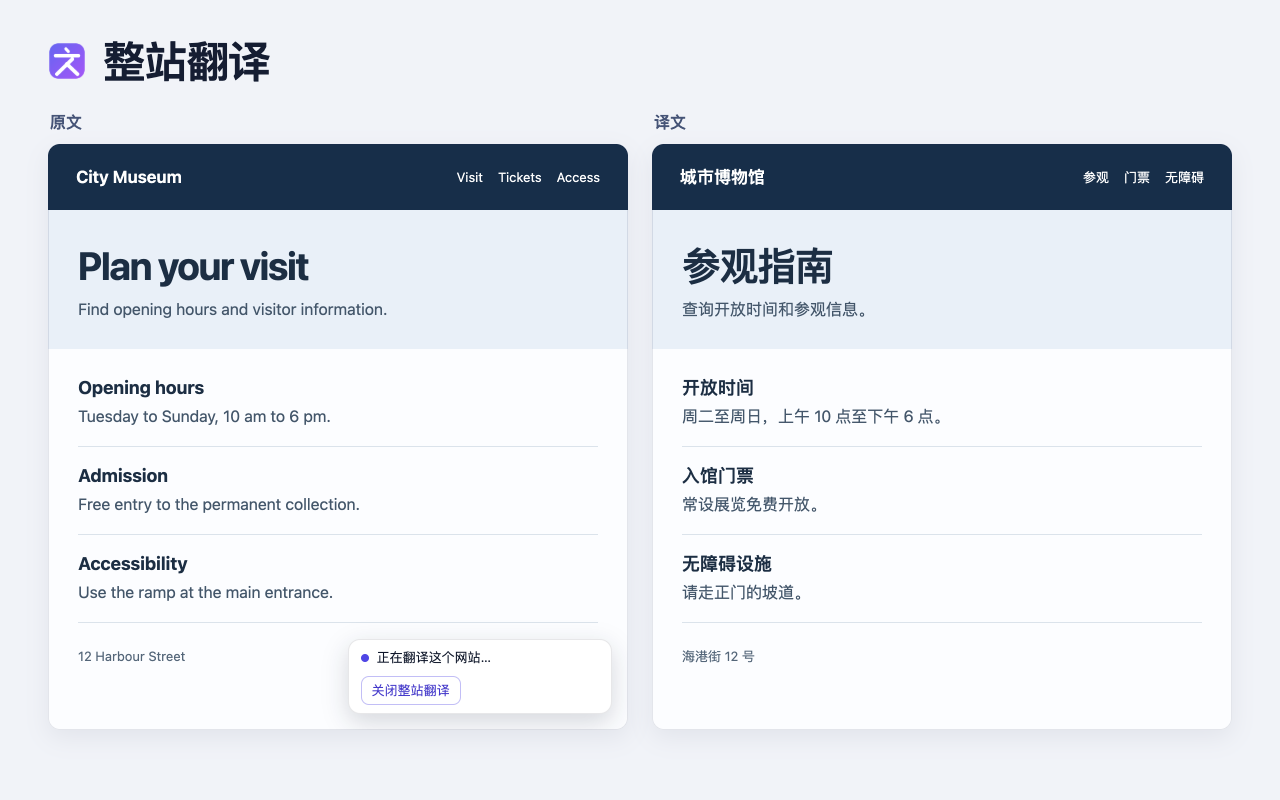 文 整站翻译
原文
City Museum
Visit Tickets Access
Plan your visit
Find opening hours and visitor information.
Opening hours
Tuesday to Sunday, 10 am to 6 pm.
Admission
Free entry to the permanent collection.
Accessibility
Use the ramp at the main entrance.
12 Harbour Street
正在翻译这个网站...
关闭整站翻译
译文
城市博物馆
参观 门票 无障碍
参观指南
查询开放时间和参观信息。
开放时间
周二至周日，上午 10 点至下午 6 点。
入馆门票
常设展览免费开放。
无障碍设施
请走正门的坡道。
海港街 12 号